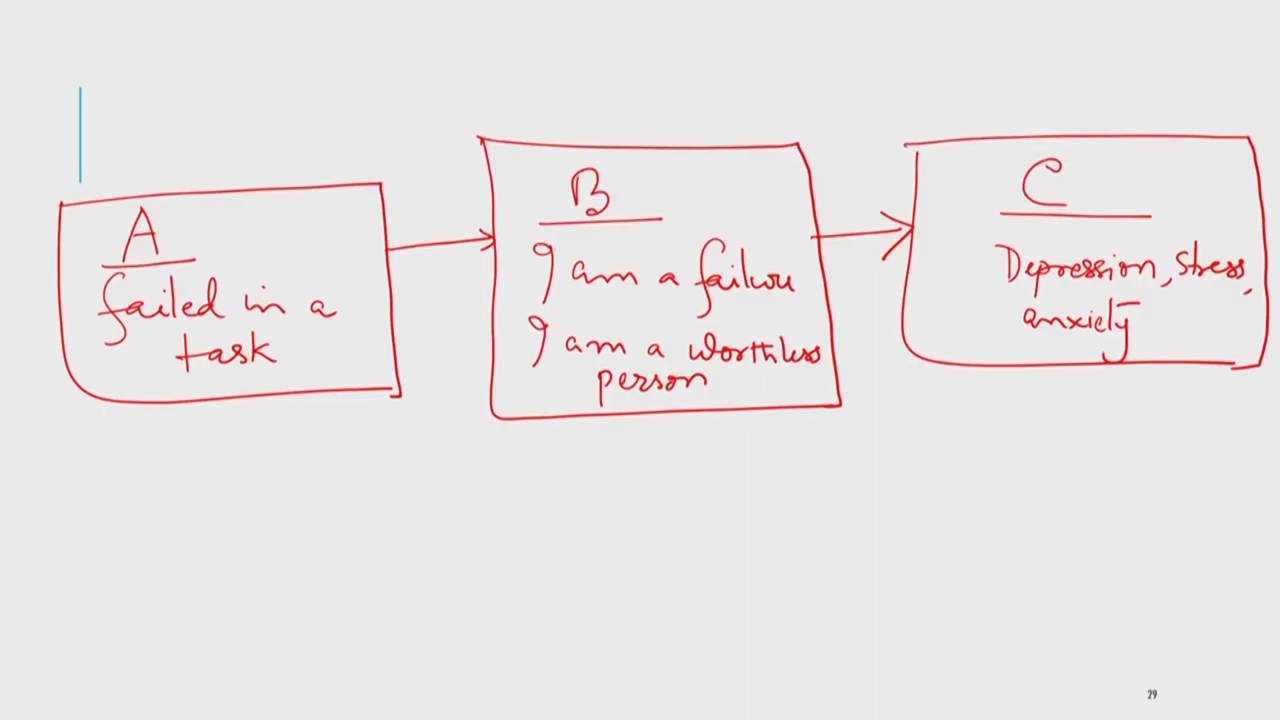 A
failed in a
task
B
I am a failure
I am a worthless
person
C
Depression, stress,
anxiety
29